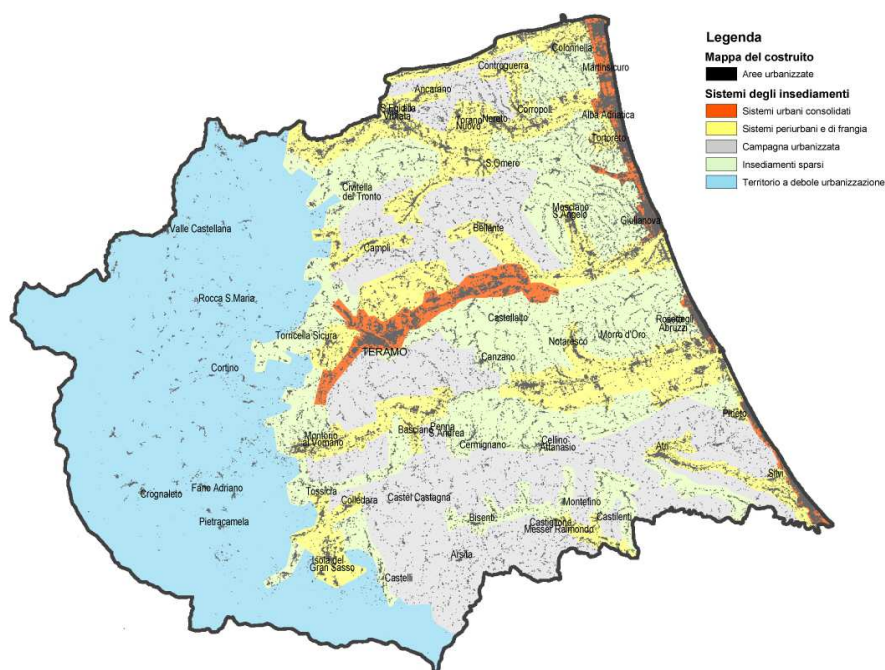 Legenda
Mappa del costruito
Aree urbanizzate
Sistemi degli insediamenti
Sistemi urbani consolidati
Sistemi periurbani e di frangia
Campagna urbanizzata
Insediamenti sparsi
Territorio a debole urbanizzazione
Colonnella
Martinsicuro
Controguerra
Ancarano
S.Egidio
Vibrata
Torano
Nuovo
Nereto
Corropoli
Alba Adriatica
Tortoreto
S.Omero
Civitella
del Tronto
Mosciano
S.Angelo
Giulianova
Valle Castellana
Bellante
Campli
Rocca S.Maria
Castellalto
Roseto degli
Abruzzi
Torricella Sicura
TERAMO
Notaresco
Morro d'Oro
Canzano
Cortino
Pineto
Penna
S.Andrea
Basciano
Montorio
al Vomano
Cermignano
Cellino
Attanasio
Atri
Silvi
Tossicia
Fano Adriano
Crognaleto
Colledara
Castel Castagna
Montefino
Pietracamela
Bisenti
Castiglione
Messer Raimondo
Castilenti
Isola del
Gran Sasso
Arsita
Castelli